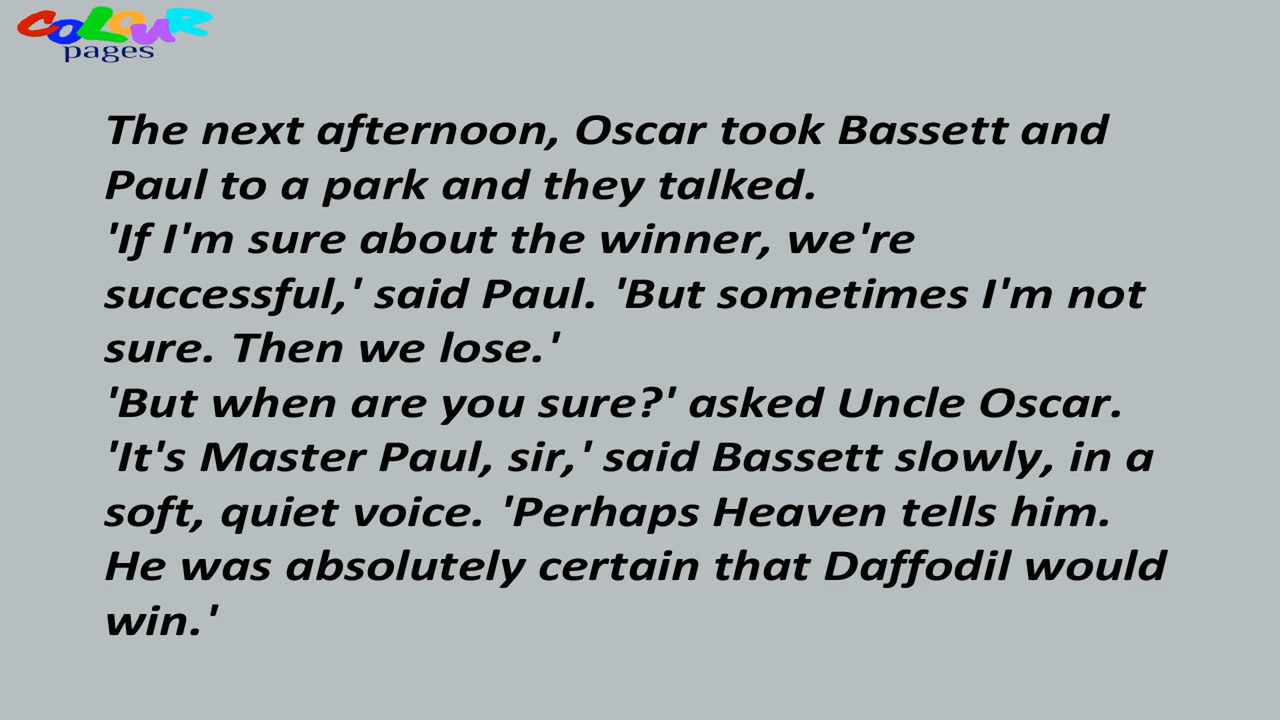 COLOUR
pages
The next afternoon, Oscar took Bassett and
Paul to a park and they talked.
'If I'm sure about the winner, we're
successful,' said Paul. 'But sometimes I'm not
sure. Then we lose.'
'But when are you sure?' asked Uncle Oscar.
'It's Master Paul, sir,' said Bassett slowly, in a
soft, quiet voice. 'Perhaps Heaven tells him.
He was absolutely certain that Daffodil would
win.'